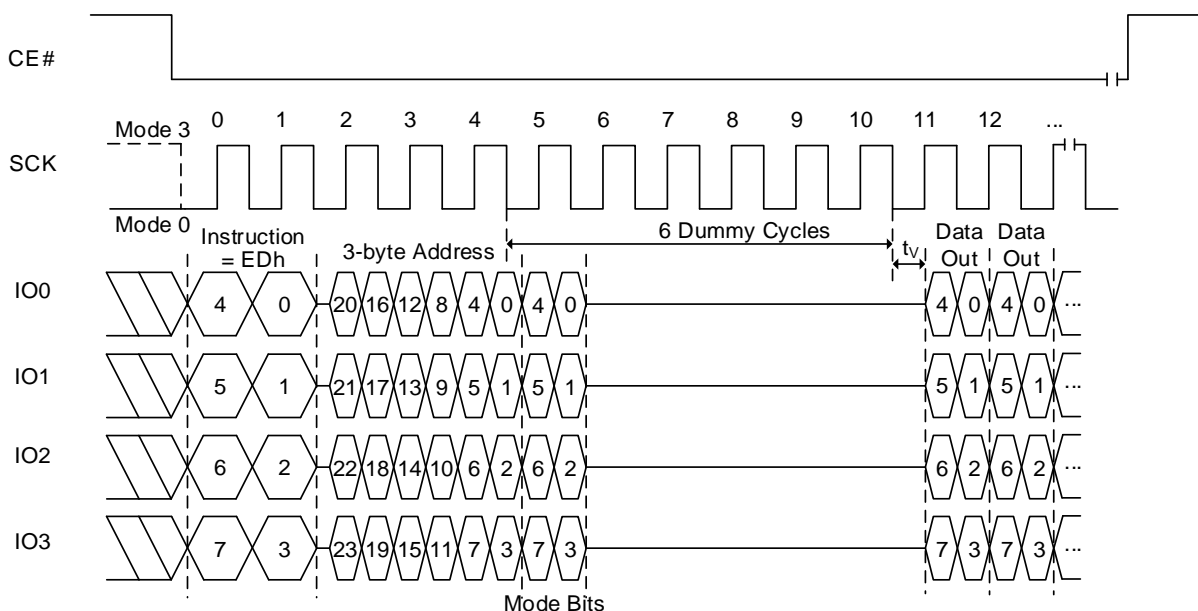 CE#
0 1 2 3 4 5 6 7 8 9 10 11 12 ...
Mode 3
SCK
Mode 0
Instruction
= EDh
3-byte Address
6 Dummy Cycles
tV
Data
Out
Data
Out
IO0 4 0 20 16 12 8 4 0 4 0 4 0 4 0 ...
IO1 5 1 21 17 13 9 5 1 5 1 5 1 5 1 ...
IO2 6 2 22 18 14 10 6 2 6 2 6 2 6 2 ...
IO3 7 3 23 19 15 11 7 3 7 3 7 3 7 3 ...
Mode Bits